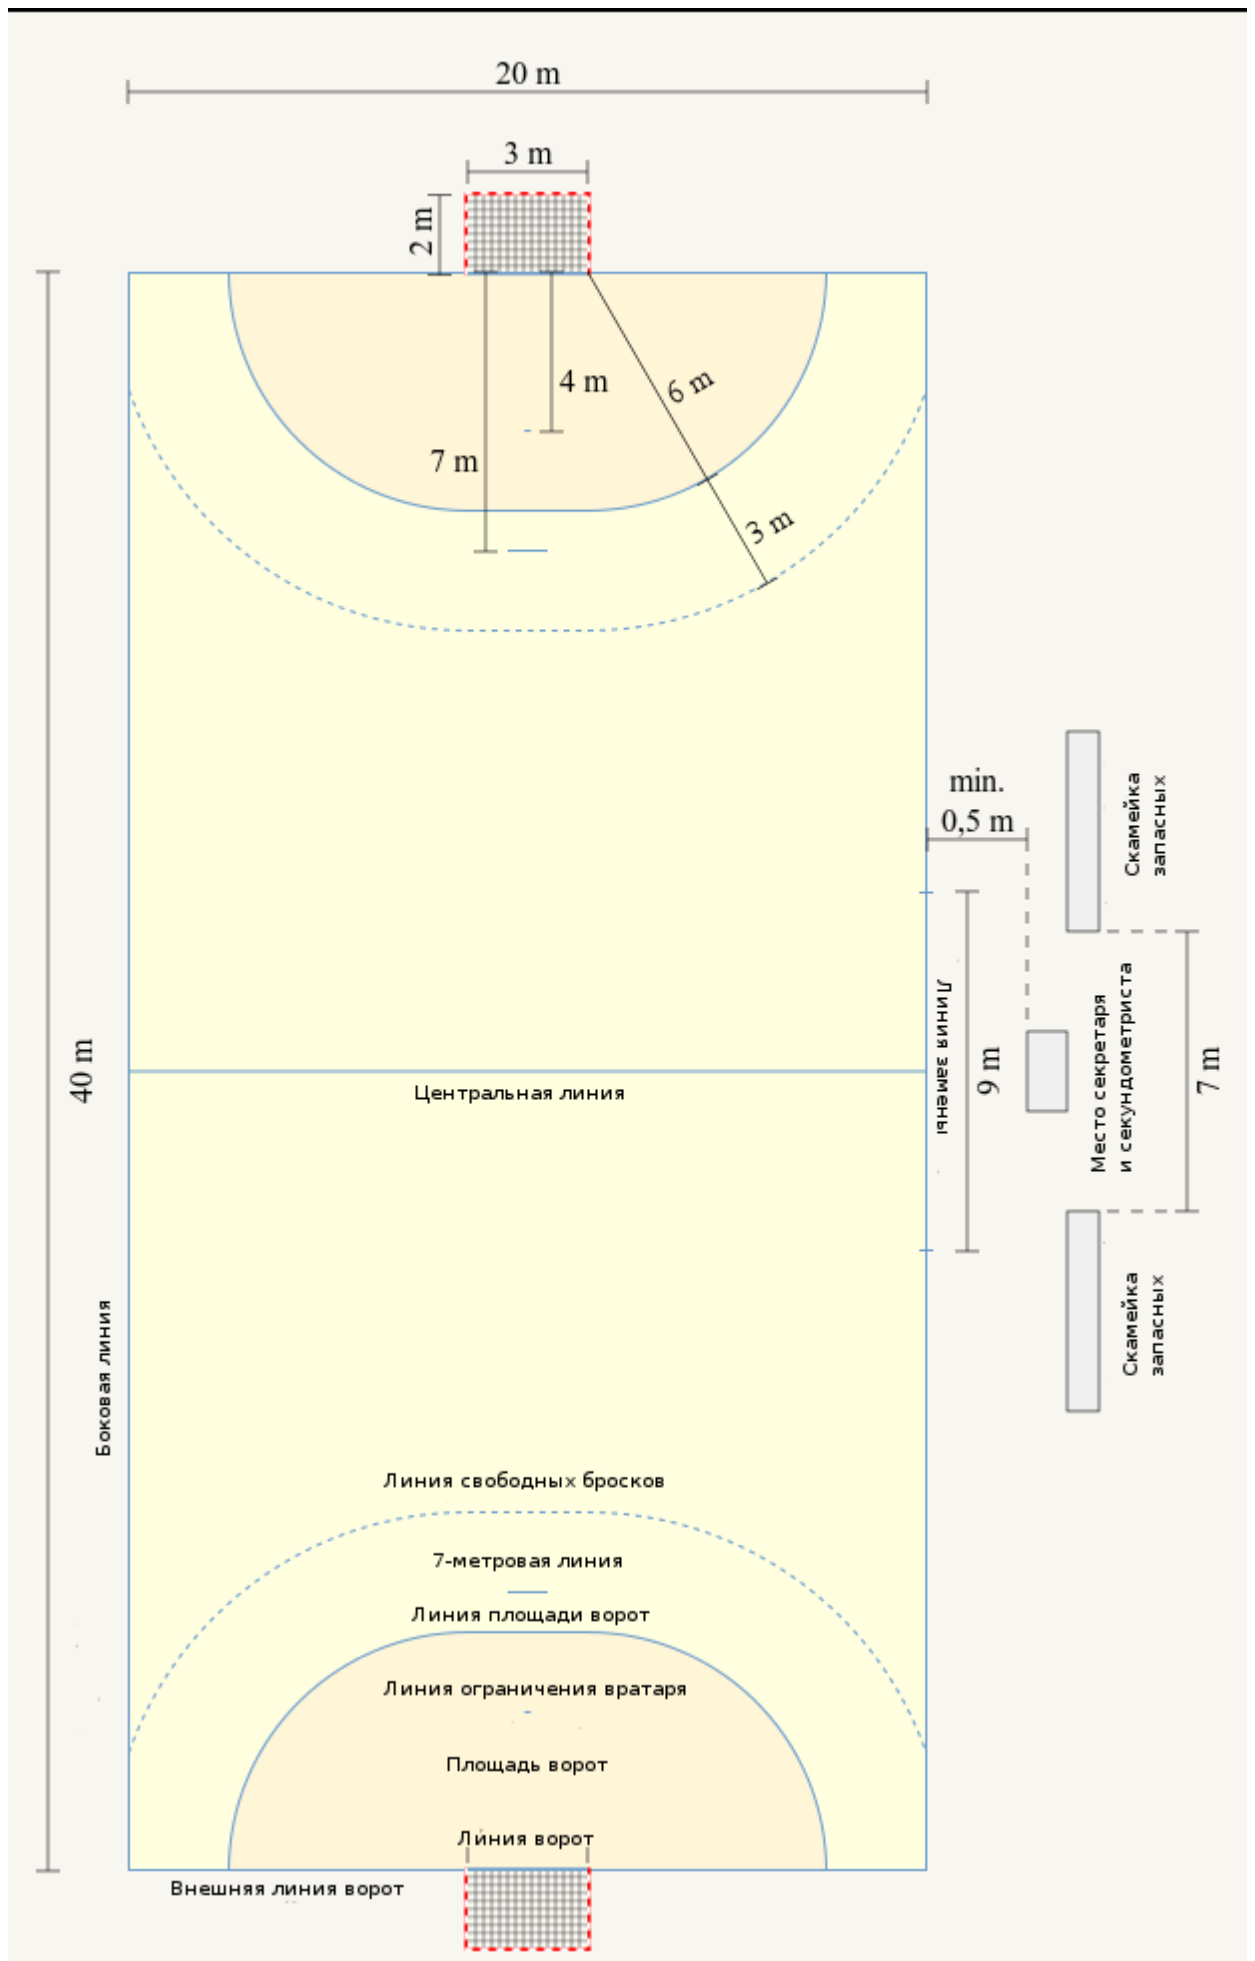 20 m
3 m
2 m
4 m
6 m
7 m
3 m
min.
0,5 m
Скамейка
запасных
Линия замены
9 m
Место секретаря
и секундометриста
7 m
40 m
Центральная линия
Скамейка
запасных
Боковая линия
Линия свободных бросков
7-метровая линия
Линия площади ворот
Линия ограничения вратаря
Площадь ворот
Линия ворот
Внешняя линия ворот